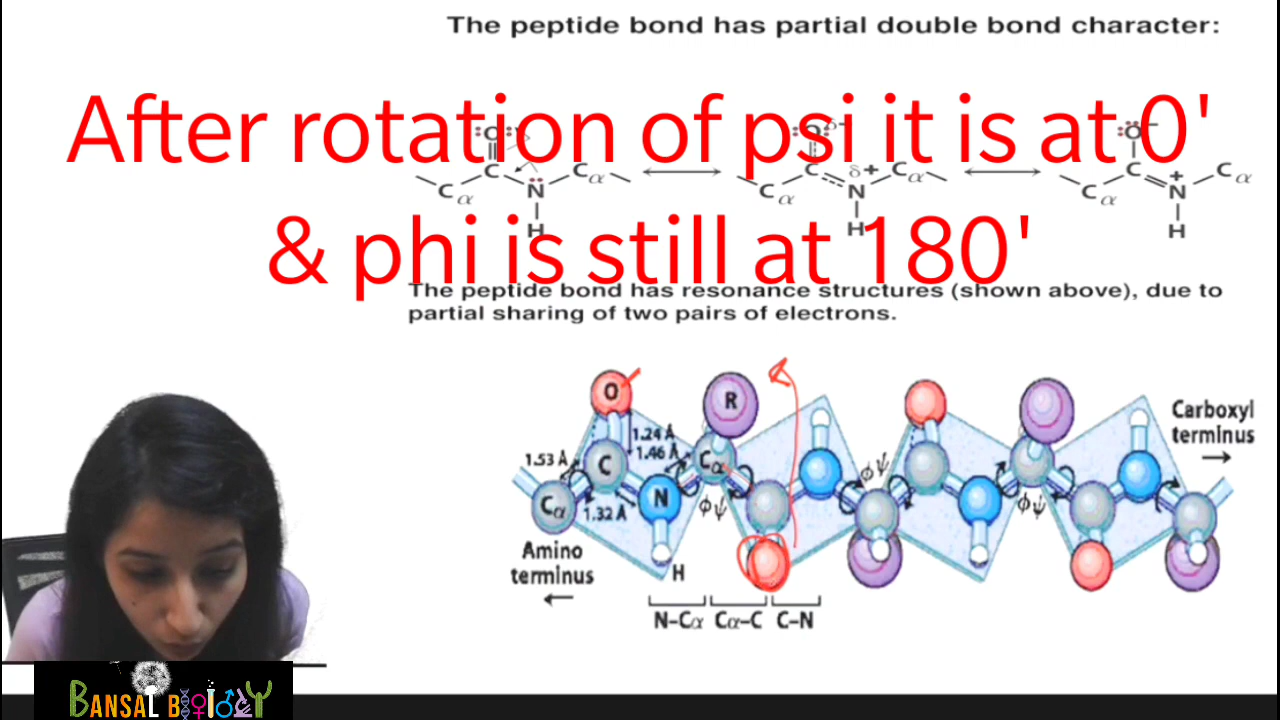 The peptide bond has partial double bond character:
After rotation of psi it is at 0'
& phi is still at 180'
:O: δ- :O:-
C C δ+ Cα C + Cα
Cα N Cα Cα N Cα N
H H H
The peptide bond has resonance structures (shown above), due to
partial sharing of two pairs of electrons.
O R
1.24 Å
1.53 Å C 1.46 Å Cα
Cα 1.32 Å N ϕ ψ ϕ ψ ϕ ψ
Carboxyl
terminus
Amino
terminus
H
N–Cα Cα–C C–N
BANSAL BIOLOGY